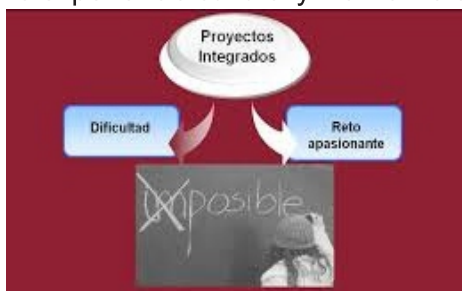 Proyectos
Integrados
Dificultad
Reto
apasionante
imposible